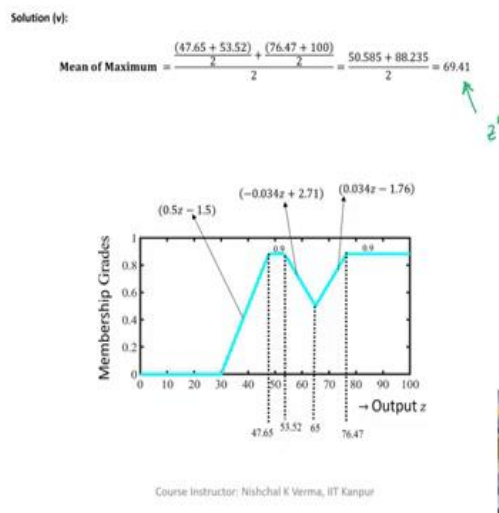 Solution (v):
Mean of Maximum = ((47.65 + 53.52)/2 + (76.47 + 100)/2)/2 = (50.585 + 88.235)/2 = 69.41
z*
(0.5z − 1.5)
(−0.034z + 2.71)
(0.034z − 1.76)
Membership Grades
1
0.8
0.6
0.4
0.2
0
0.9
0.9
0 10 20 30 40 50 60 70 80 90 100
→ Output z
47.65
53.52
65
76.47
Course Instructor: Nishchal K Verma, IIT Kanpur